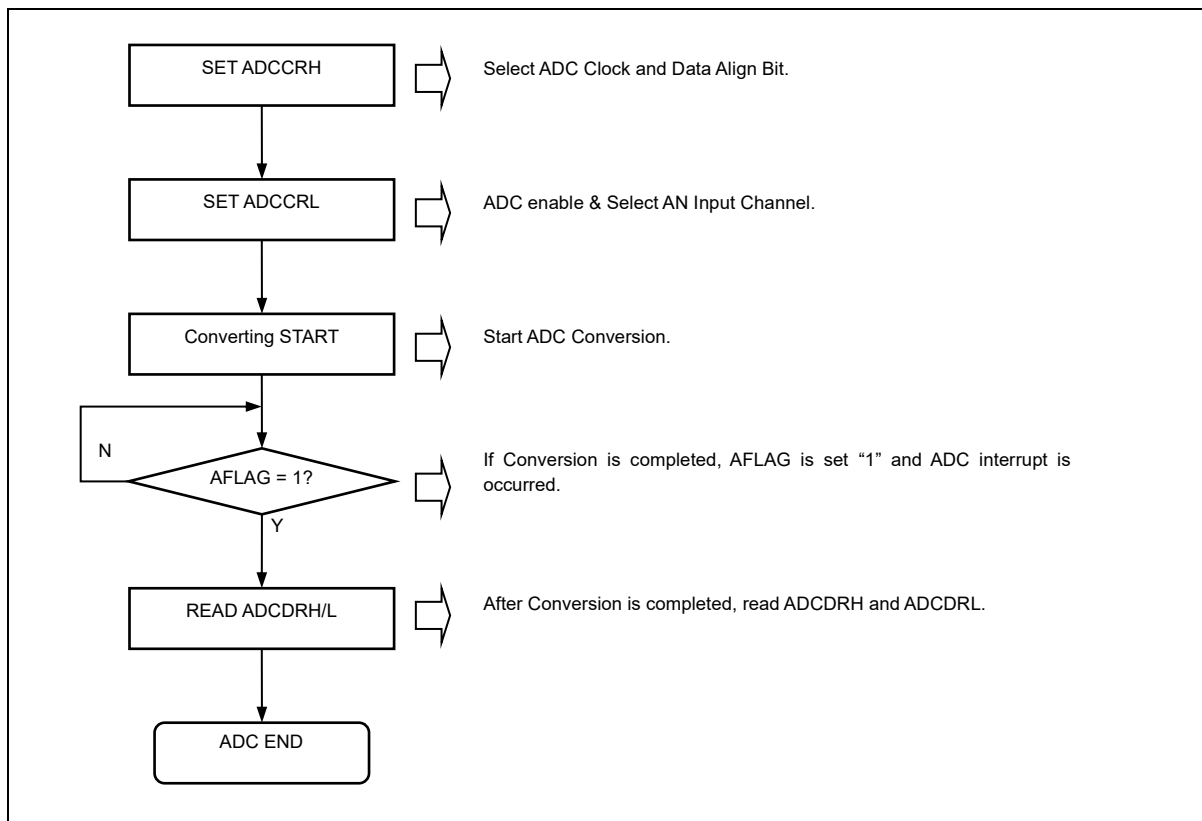 SET ADCCRH
Select ADC Clock and Data Align Bit.
SET ADCCRL
ADC enable & Select AN Input Channel.
Converting START
Start ADC Conversion.
N
AFLAG = 1?
If Conversion is completed, AFLAG is set “1” and ADC interrupt is
occurred.
Y
READ ADCDRH/L
After Conversion is completed, read ADCDRH and ADCDRL.
ADC END